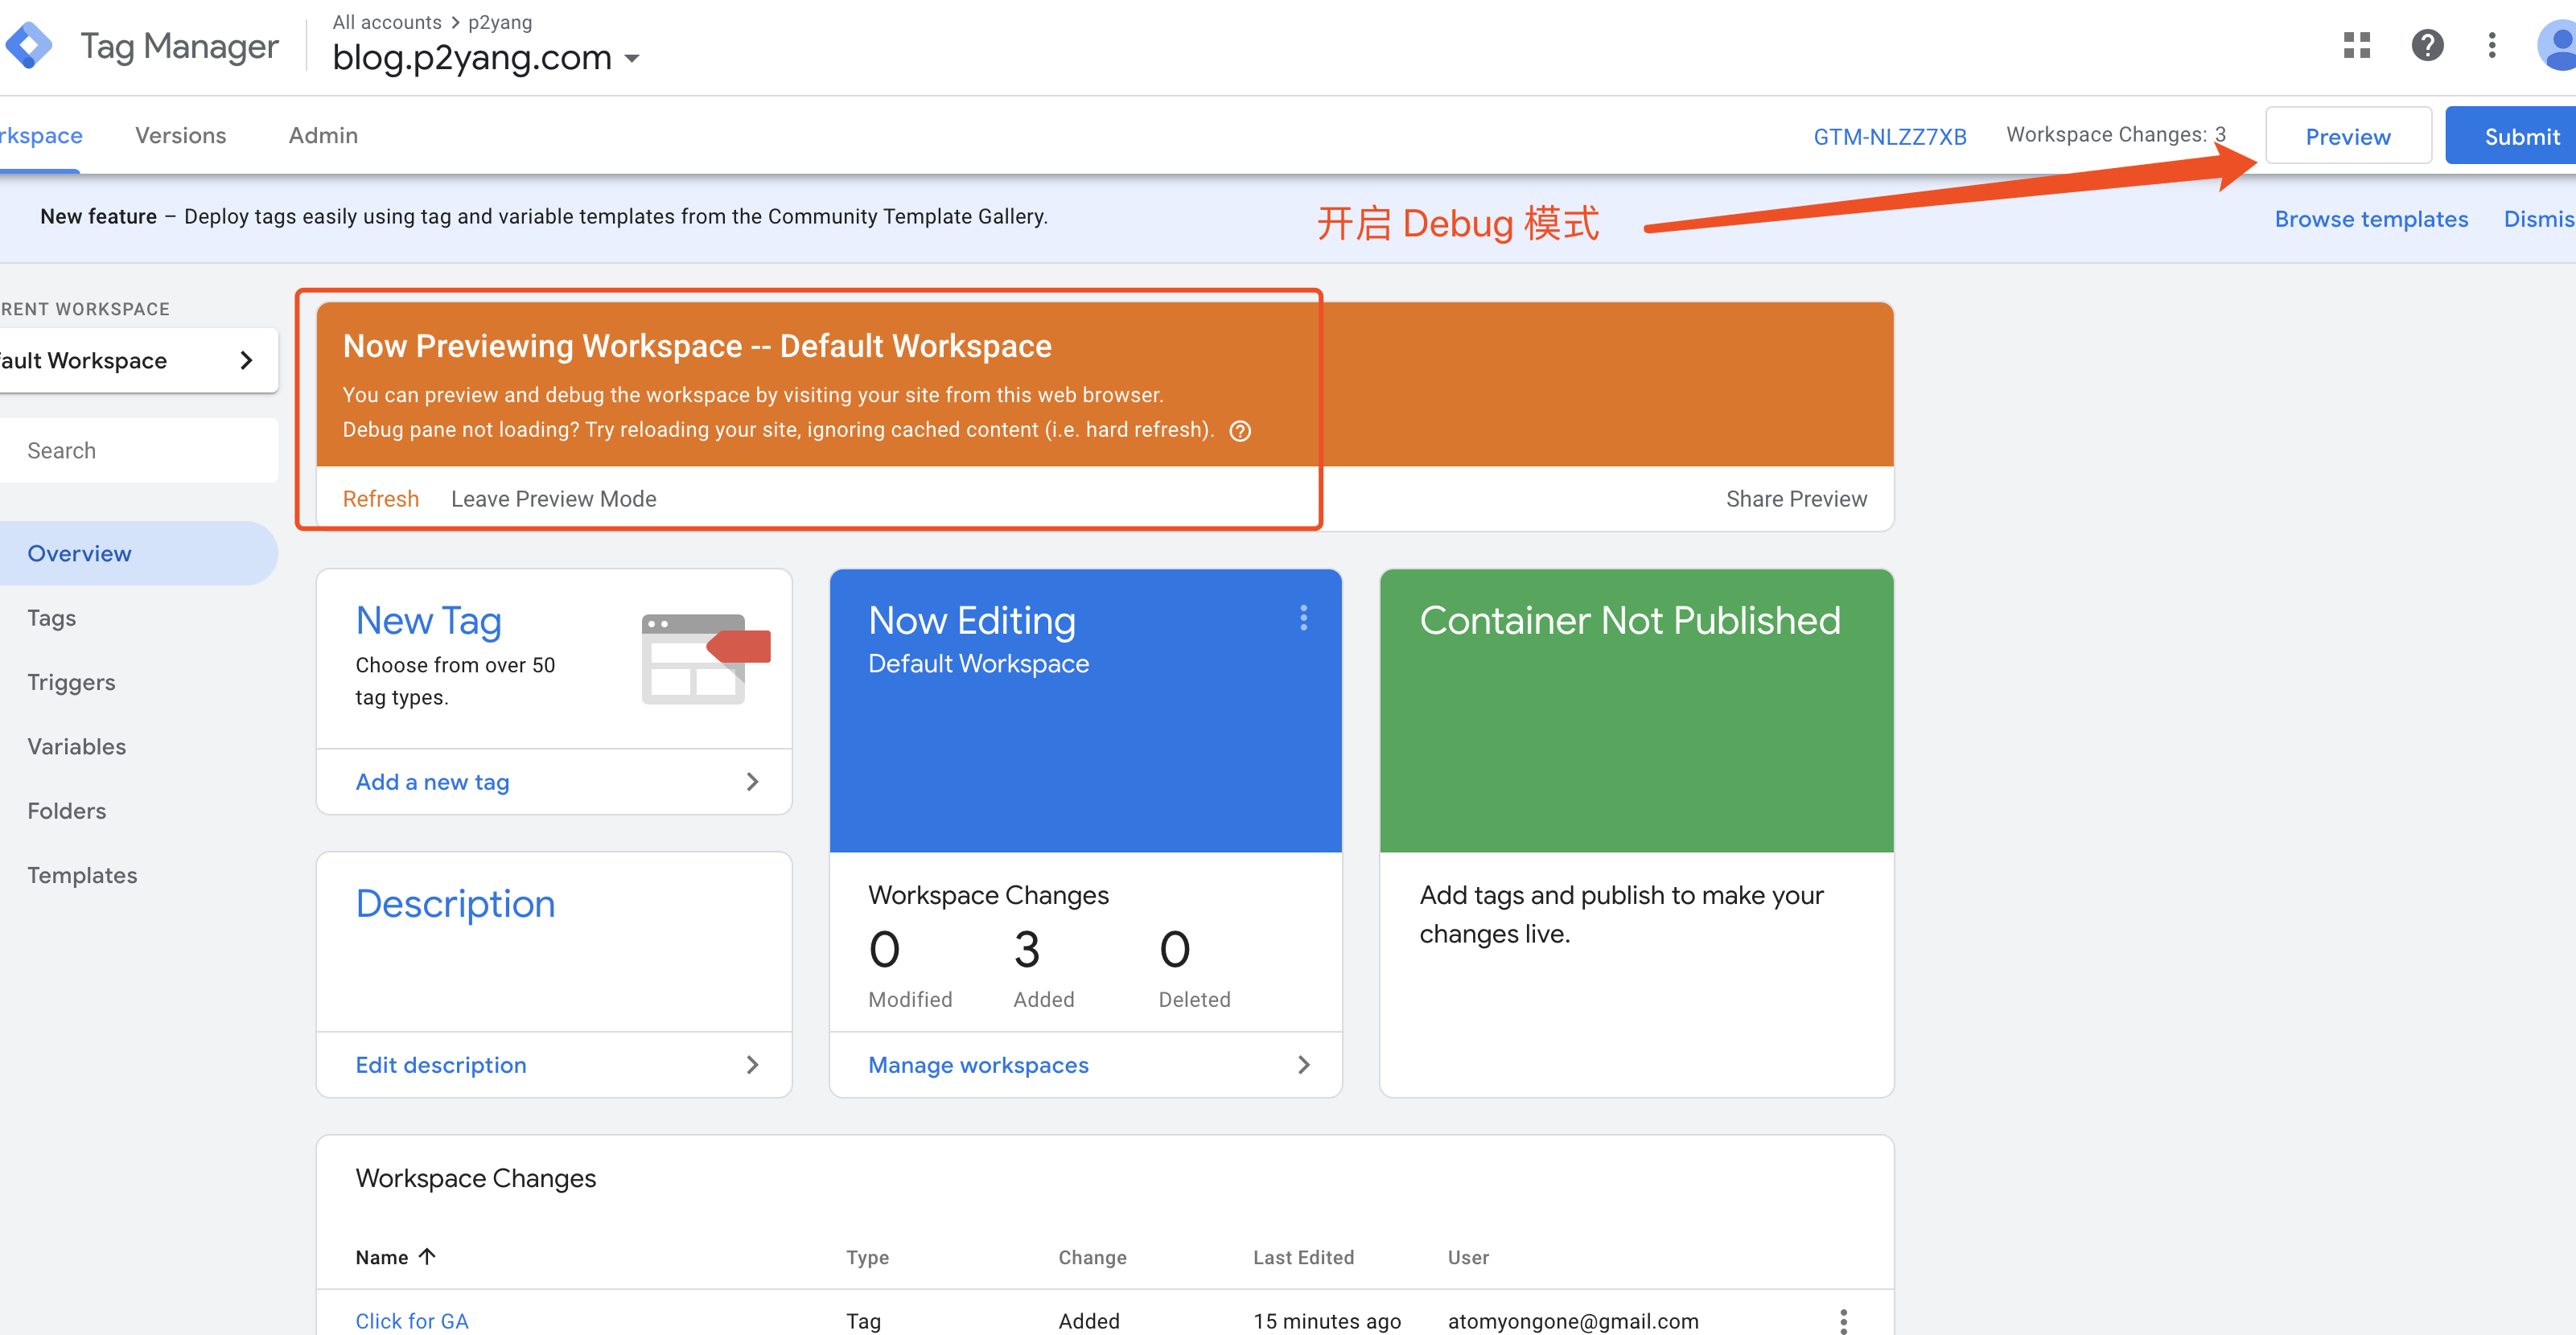 All accounts > p2yang
Tag Manager
blog.p2yang.com
rkspace
Versions
Admin
GTM-NLZZ7XB
Workspace Changes: 3
Preview
Submit
New feature – Deploy tags easily using tag and variable templates from the Community Template Gallery.
开启 Debug 模式
Browse templates
Dismis
RENT WORKSPACE
ault Workspace
Search
Overview
Tags
Triggers
Variables
Folders
Templates
Now Previewing Workspace -- Default Workspace
You can preview and debug the workspace by visiting your site from this web browser.
Debug pane not loading? Try reloading your site, ignoring cached content (i.e. hard refresh).
Refresh
Leave Preview Mode
Share Preview
New Tag
Choose from over 50
tag types.
Add a new tag
Description
Edit description
Now Editing
Default Workspace
Workspace Changes
0 3 0
Modified Added Deleted
Manage workspaces
Container Not Published
Add tags and publish to make your
changes live.
Workspace Changes
Name Type Change Last Edited User
Click for GA Tag Added 15 minutes ago atomyongone@gmail.com